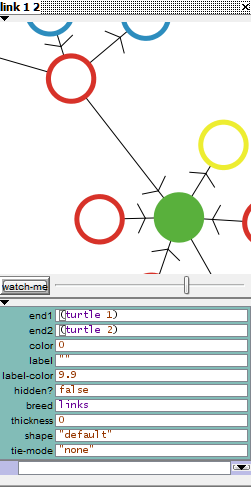 link 1 2
watch-me
end1 (turtle 1)
end2 (turtle 2)
color 0
label ""
label-color 9.9
hidden? false
breed links
thickness 0
shape "default"
tie-mode "none"